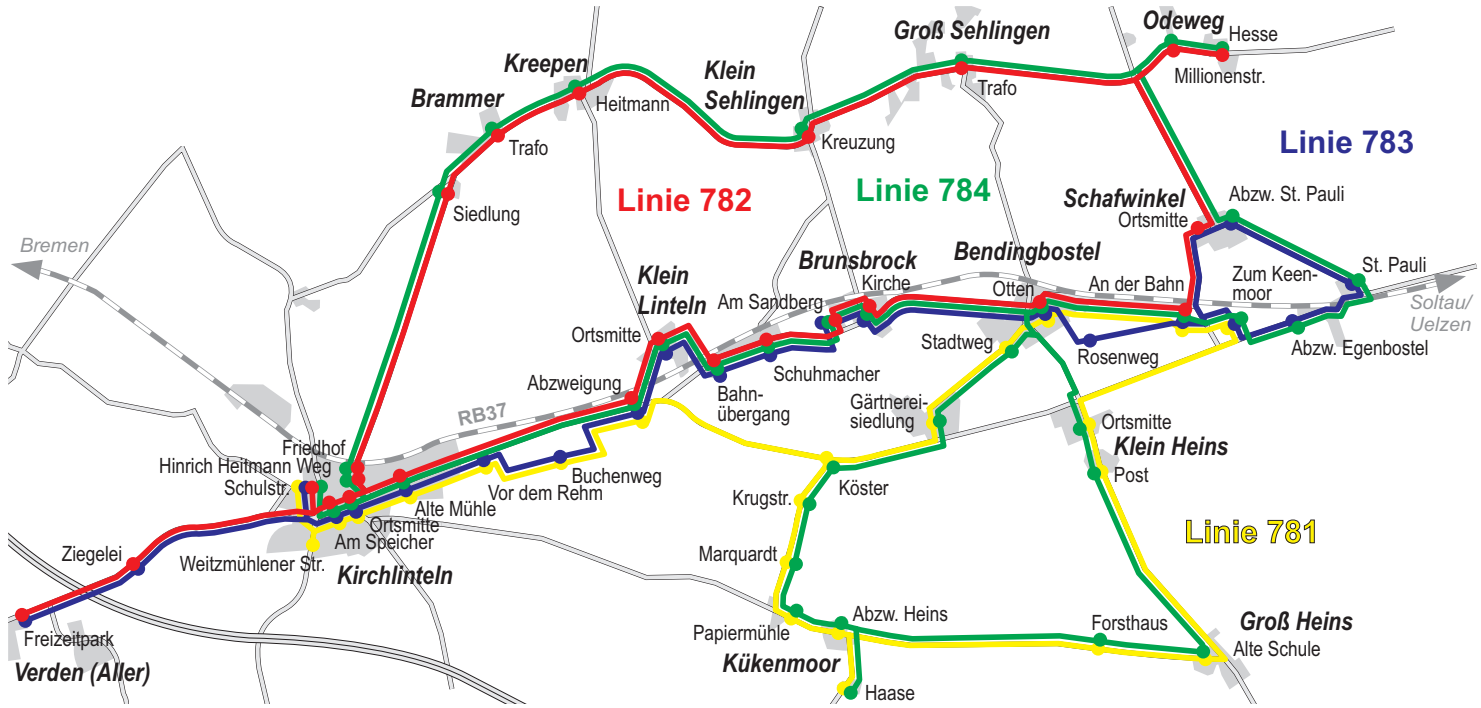 Odeweg
Hesse
Millionenstr.
Groß Sehlingen
Trafo
Kreepen
Heitmann
Klein
Sehlingen
Kreuzung
Brammer
Trafo
Siedlung
Linie 783
Linie 782
Linie 784
Schafwinkel
Ortsmitte
Abzw. St. Pauli
Bremen
Brunsbrock
Kirche
Bendingbostel
Otten
An der Bahn
Zum Keen-
moor
St. Pauli
Soltau/
Uelzen
Klein
Linteln
Ortsmitte
Am Sandberg
Stadtweg
Rosenweg
Abzw. Egenbostel
Abzweigung
Schuhmacher
Bahn-
übergang
RB37
Gärtnerei-
siedlung
Ortsmitte
Klein Heins
Post
Friedhof
Hinrich Heitmann Weg
Schulstr.
Buchenweg
Vor dem Rehm
Alte Mühle
Ortsmitte
Am Speicher
Weitzmühlener Str.
Kirchlinteln
Köster
Krugstr.
Marquardt
Linie 781
Ziegelei
Freizeitpark
Verden (Aller)
Papiermühle
Abzw. Heins
Kükenmoor
Haase
Forsthaus
Groß Heins
Alte Schule